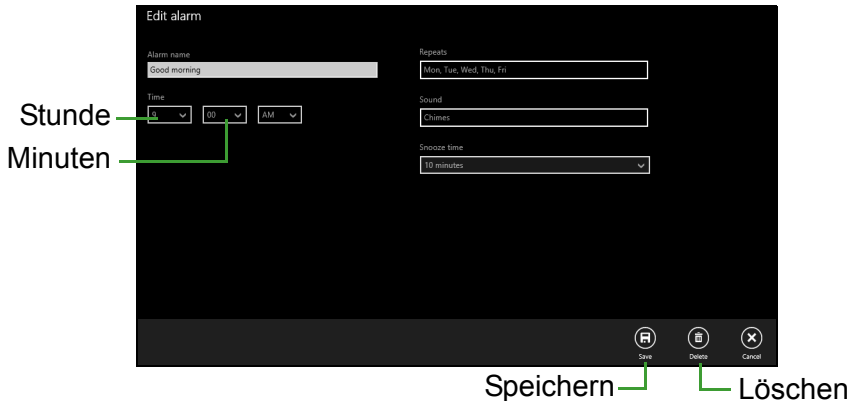 Edit alarm
Alarm name
Good morning
Time
9 00 AM
Repeats
Mon, Tue, Wed, Thu, Fri
Sound
Chimes
Snooze time
10 minutes
Stunde
Minuten
Save Delete Cancel
Speichern Löschen